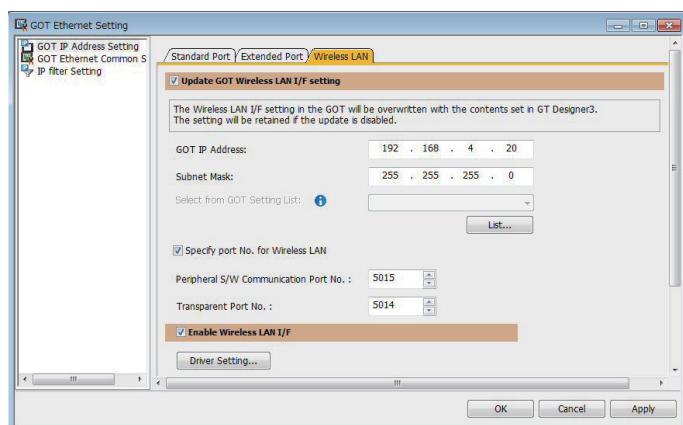 GOT Ethernet Setting
GOT IP Address Setting
GOT Ethernet Common S
IP filter Setting
Standard Port Extended Port Wireless LAN
Update GOT Wireless LAN I/F setting
The Wireless LAN I/F setting in the GOT will be overwritten with the contents set in GT Designer3.
The setting will be retained if the update is disabled.
GOT IP Address: 192 . 168 . 4 . 20
Subnet Mask: 255 . 255 . 255 . 0
Select from GOT Setting List:
List...
Specify port No. for Wireless LAN
Peripheral S/W Communication Port No. : 5015
Transparent Port No. : 5014
Enable Wireless LAN I/F
Driver Setting...
OK Cancel Apply